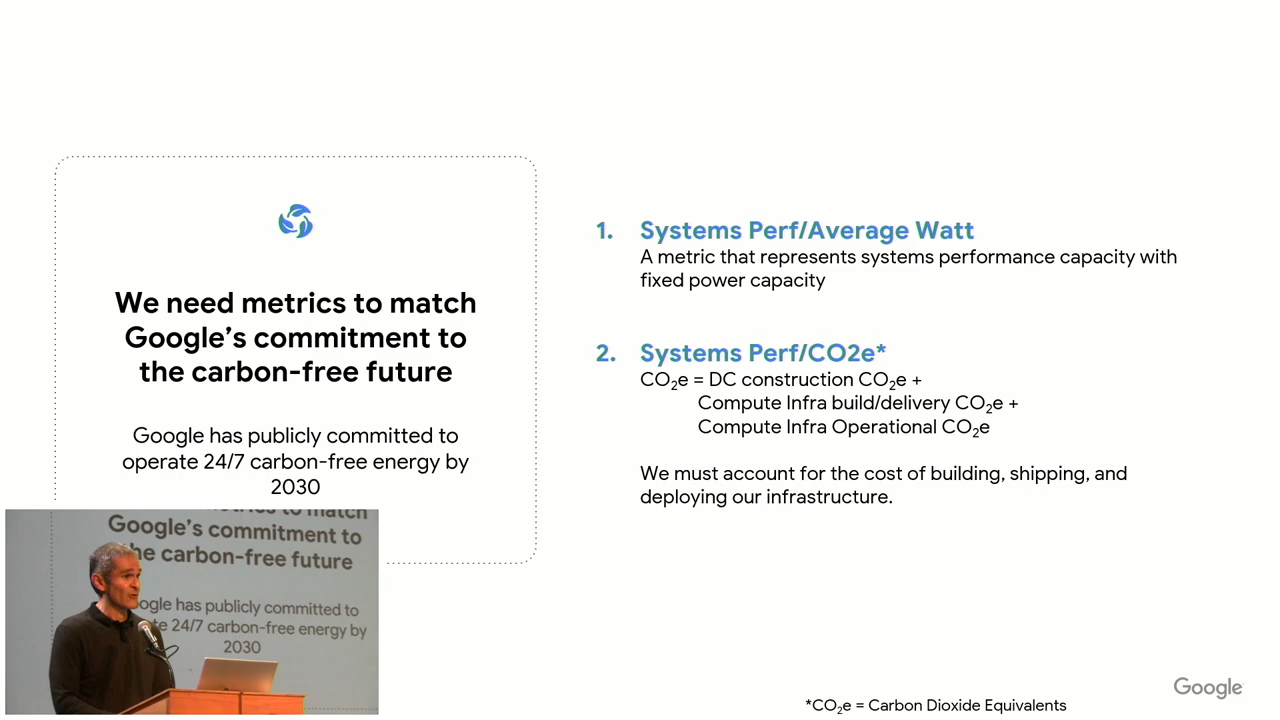 We need metrics to match
Google's commitment to
the carbon-free future
Google has publicly committed to
operate 24/7 carbon-free energy by
2030
1. Systems Perf/Average Watt
A metric that represents systems performance capacity with
fixed power capacity
2. Systems Perf/CO2e*
CO₂e = DC construction CO₂e +
Compute Infra build/delivery CO₂e +
Compute Infra Operational CO₂e
We must account for the cost of building, shipping, and
deploying our infrastructure.
metrics to match
Google's commitment to
the carbon-free future
ogle has publicly committed to
te 24/7 carbon-free energy by
2030
Google
*CO₂e = Carbon Dioxide Equivalents